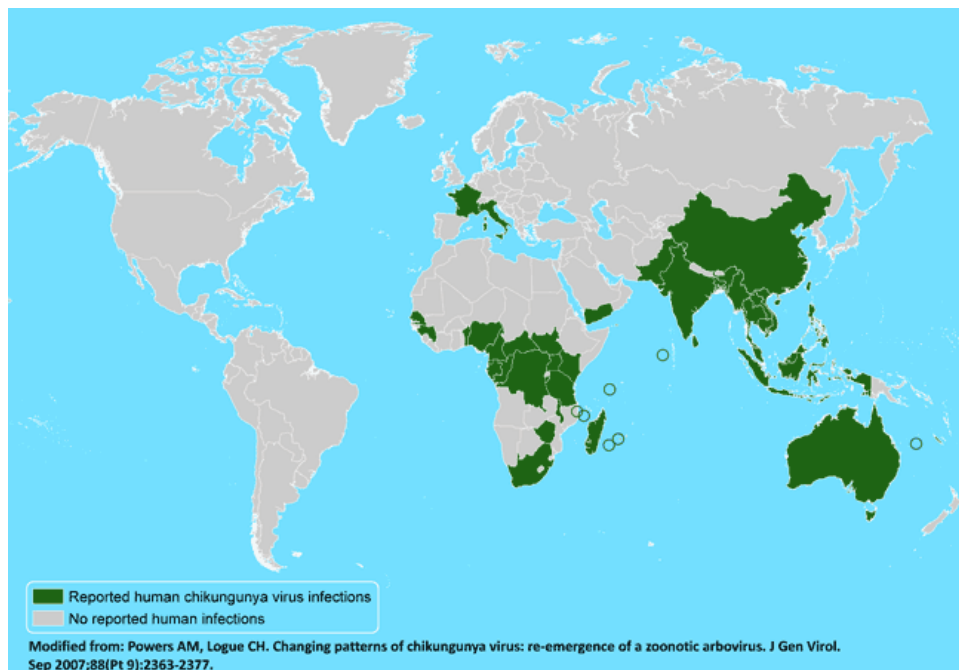 Reported human chikungunya virus infections
No reported human infections
Modified from: Powers AM, Logue CH. Changing patterns of chikungunya virus: re-emergence of a zoonotic arbovirus. J Gen Virol.
Sep 2007;88(Pt 9):2363-2377.